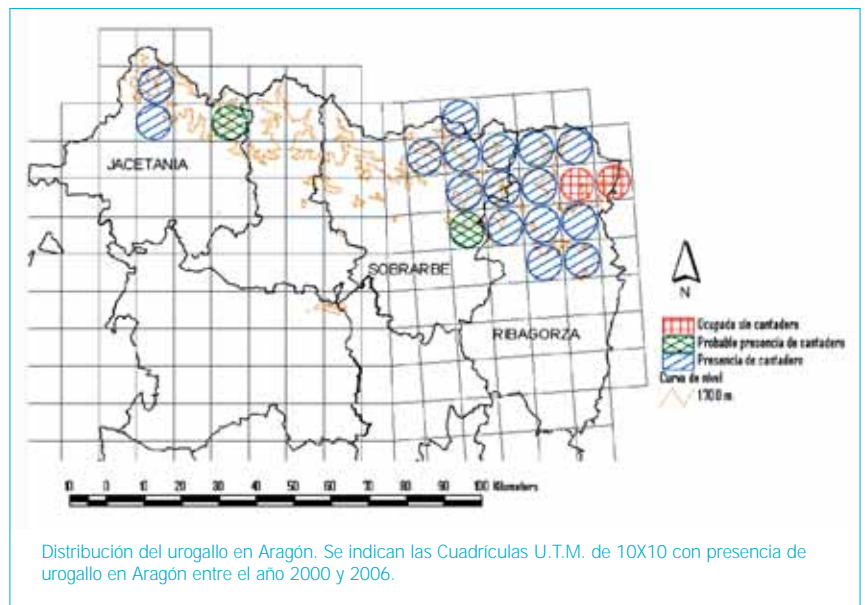 JACETANIA
SOBRARBE
RIBAGORZA
N
Ocupada sin cantadero
Probable presencia de cantadero
Presencia de cantadero
Curva de nivel
1700 m
10 0 10 20 30 40 50 60 70 80 90 100 Kilometers
Distribución del urogallo en Aragón. Se indican las Cuadrículas U.T.M. de 10X10 con presencia de
urogallo en Aragón entre el año 2000 y 2006.